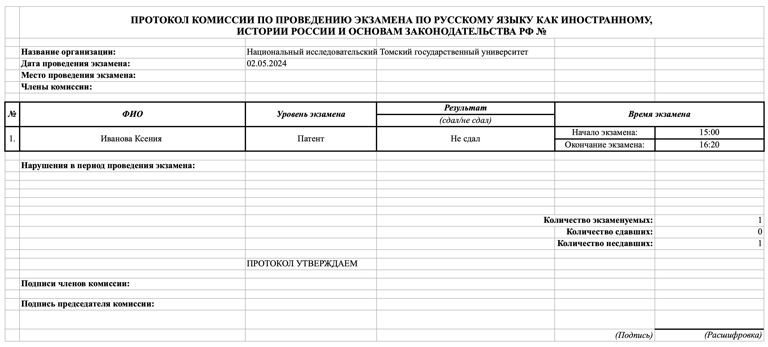 ПРОТОКОЛ КОМИССИИ ПО ПРОВЕДЕНИЮ ЭКЗАМЕНА ПО РУССКОМУ ЯЗЫКУ КАК ИНОСТРАННОМУ,
ИСТОРИИ РОССИИ И ОСНОВАМ ЗАКОНОДАТЕЛЬСТВА РФ №
Название организации: Национальный исследовательский Томский государственный университет
Дата проведения экзамена: 02.05.2024
Место проведения экзамена:
Члены комиссии:
№ ФИО Уровень экзамена Результат Время экзамена
(сдал/не сдал)
1. Иванова Ксения Патент Не сдал Начало экзамена: 15:00
Окончание экзамена: 16:20
Нарушения в период проведения экзамена:
Количество экзаменуемых: 1
Количество сдавших: 0
Количество несдавших: 1
ПРОТОКОЛ УТВЕРЖДАЕМ
Подписи членов комиссии:
Подпись председателя комиссии:
(Подпись) (Расшифровка)